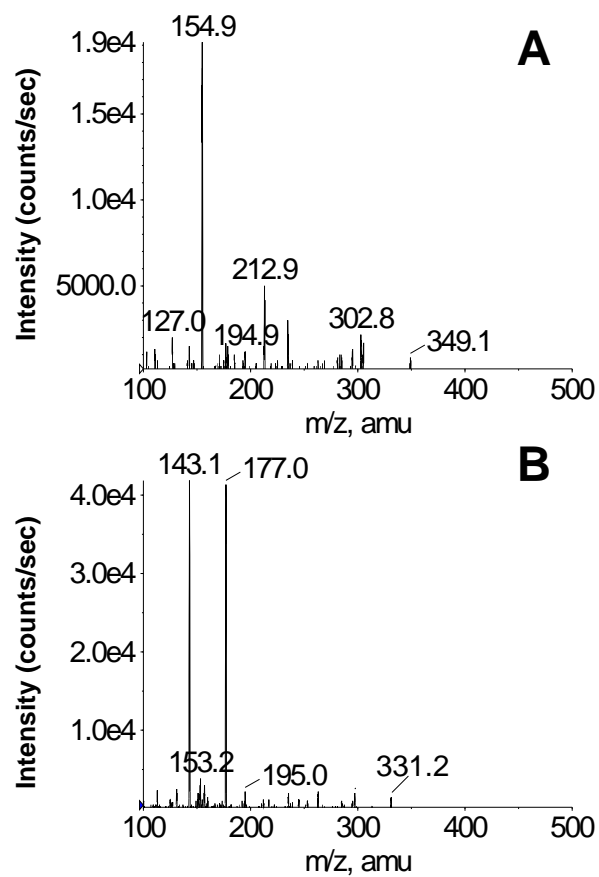 A
Intensity (counts/sec)
1.9e4
1.5e4
1.0e4
5000.0
154.9
212.9
127.0
194.9
302.8
349.1
100 200 300 400 500
m/z, amu
B
Intensity (counts/sec)
4.0e4
3.0e4
2.0e4
1.0e4
143.1
177.0
153.2
195.0
331.2
100 200 300 400 500
m/z, amu